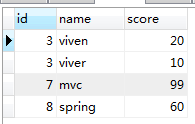 id name score
3 viven 20
3 viver 10
7 mvc 99
8 spring 60